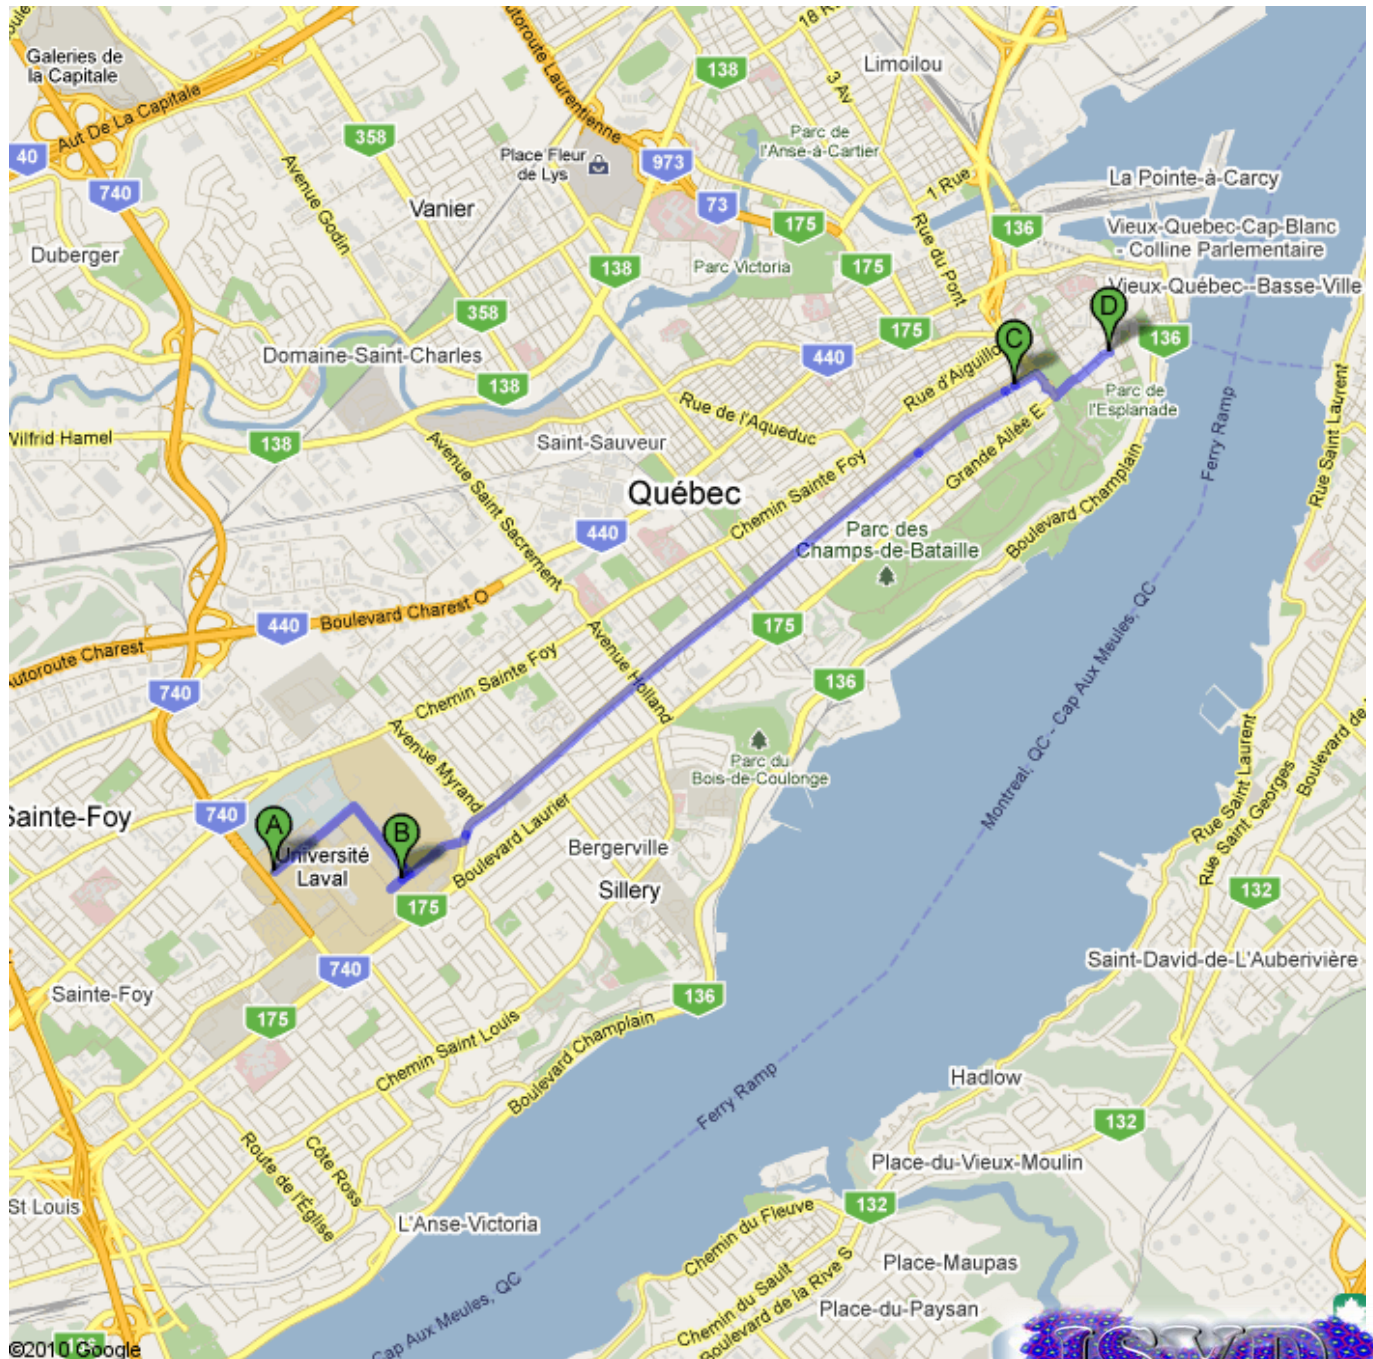 Galeries de
la Capitale
Autoroute Laurentienne
138
18 Ru
Limoilou
3 Av
Aut De La Capitale
358
Parc de
l'Anse-à-Cartier
40
740
Avenue Godin
Place Fleur
de Lys
973
1 Rue
La Pointe-à-Carcy
Vanier
73
175
136
Rue du Pont
Vieux-Quebec-Cap-Blanc
- Colline Parlementaire
Duberger
138
Parc Victoria
175
Vieux-Québec--Basse-Ville
358
D
175
C
136
Domaine-Saint-Charles
440
138
Rue d'Aiguillo
Parc de
l'Esplanade
Rue de l'Aqueduc
Wilfrid Hamel
138
Avenue Saint Sacrement
Saint-Sauveur
Grande Allée E
Ferry Ramp
Rue Saint Laurent
Québec
Chemin Sainte Foy
Boulevard Champlain
440
Parc des
Champs-de-Bataille
Boulevard Charest O
440
Autoroute Charest
175
Montreal, QC - Cap Aux Meules, QC
Avenue Holland
Chemin Sainte Foy
740
136
Avenue Myrand
Parc du
Bois-de-Coulonge
Rue Saint Laurent
Boulevard de
Rue Saint Georges
Sainte-Foy
740
A
B
Boulevard Laurier
Université
Laval
Bergerville
Sillery
175
132
740
Saint-David-de-L'Auberivière
Sainte-Foy
136
175
Chemin Saint Louis
Boulevard Champlain
Hadlow
Ferry Ramp
132
Côte Ross
Route de l'Église
Place-du-Vieux-Moulin
St Louis
132
L'Anse-Victoria
Chemin du Fleuve
Place-Maupas
Chemin du Sault
Boulevard de la Rive S
Place-du-Paysan
Cap Aux Meules, QC
©2010 Google